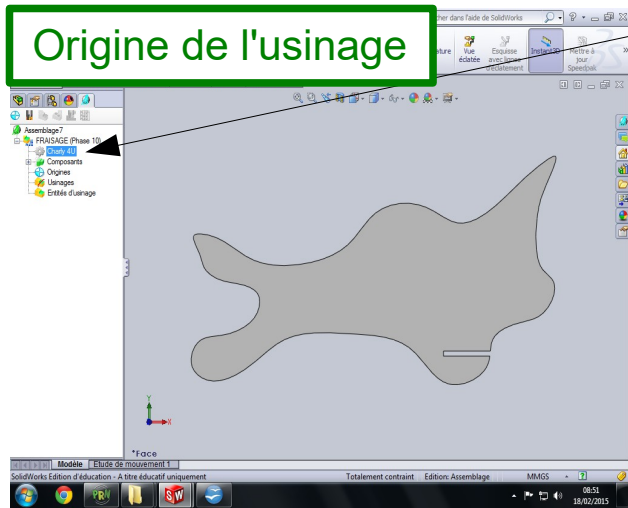 Origine de l'usinage
cher dans l'aide de SolidWorks
ature
Vue
éclatée
Esquisse
avec lignes
d'éclatement
Instant3D
Mettre à
jour
Speedpak
Assemblage7
FRAISAGE (Phase 10)
Charly 4U
Composants
Origines
Usinages
Entités d'usinage
Y
X
*Face
Modèle
Etude de mouvement 1
SolidWorks Edition d'éducation - A titre éducatif uniquement
Totalement contraint
Edition: Assemblage
MMGS
08:51
18/02/2015